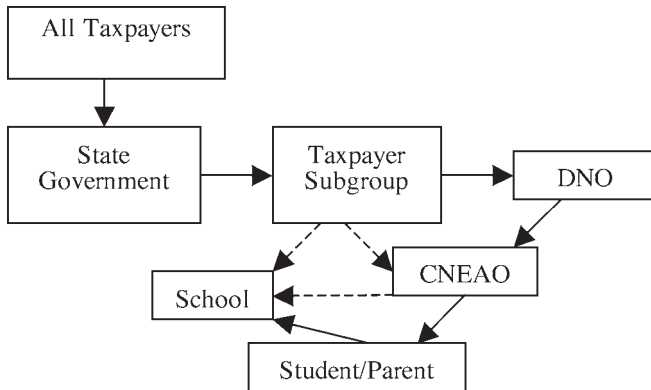 All Taxpayers
State
Government
Taxpayer
Subgroup
DNO
CNEAO
School
Student/Parent